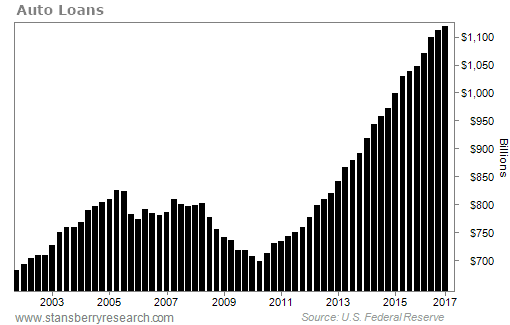 Auto Loans
$1,100
$1,050
$1,000
$950
$900
$850
$800
$750
$700
Billions
2003 2005 2007 2009 2011 2013 2015 2017
www.stansberryresearch.com Source: U.S. Federal Reserve